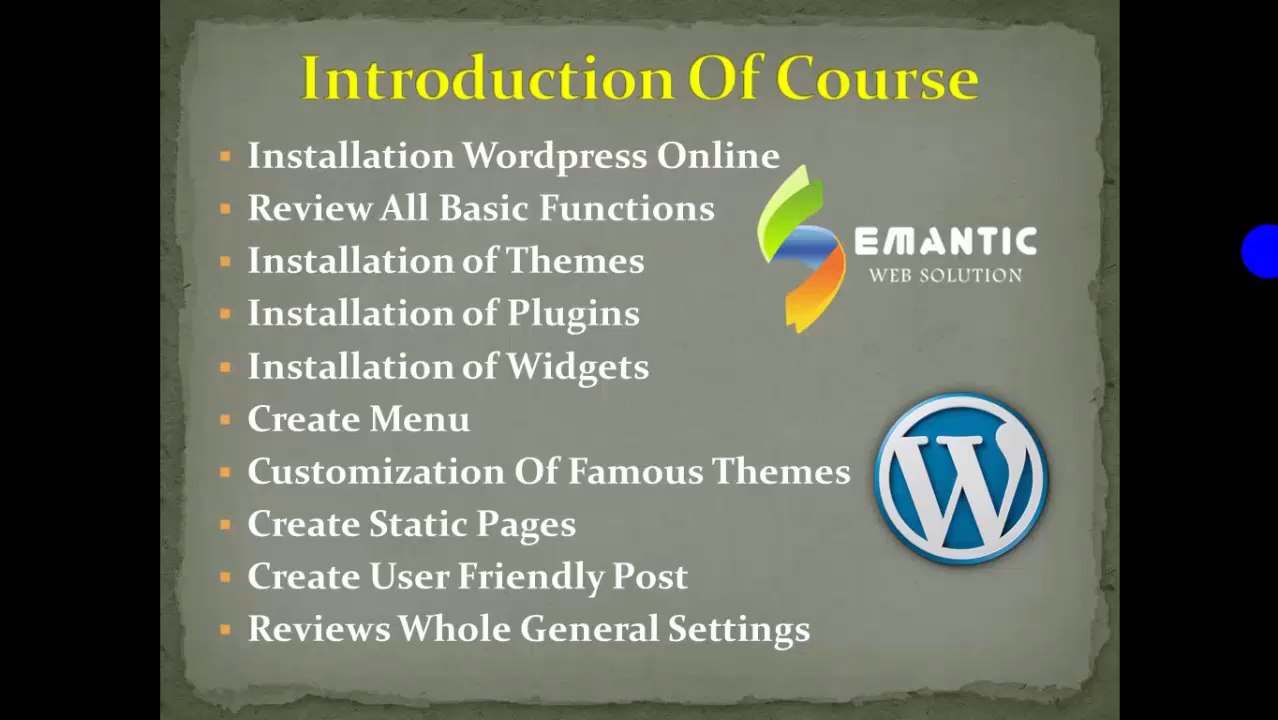 Introduction Of Course
Installation Wordpress Online
Review All Basic Functions
Installation of Themes
Installation of Plugins
Installation of Widgets
Create Menu
Customization Of Famous Themes
Create Static Pages
Create User Friendly Post
Reviews Whole General Settings
EMANTIC
WEB SOLUTION
W